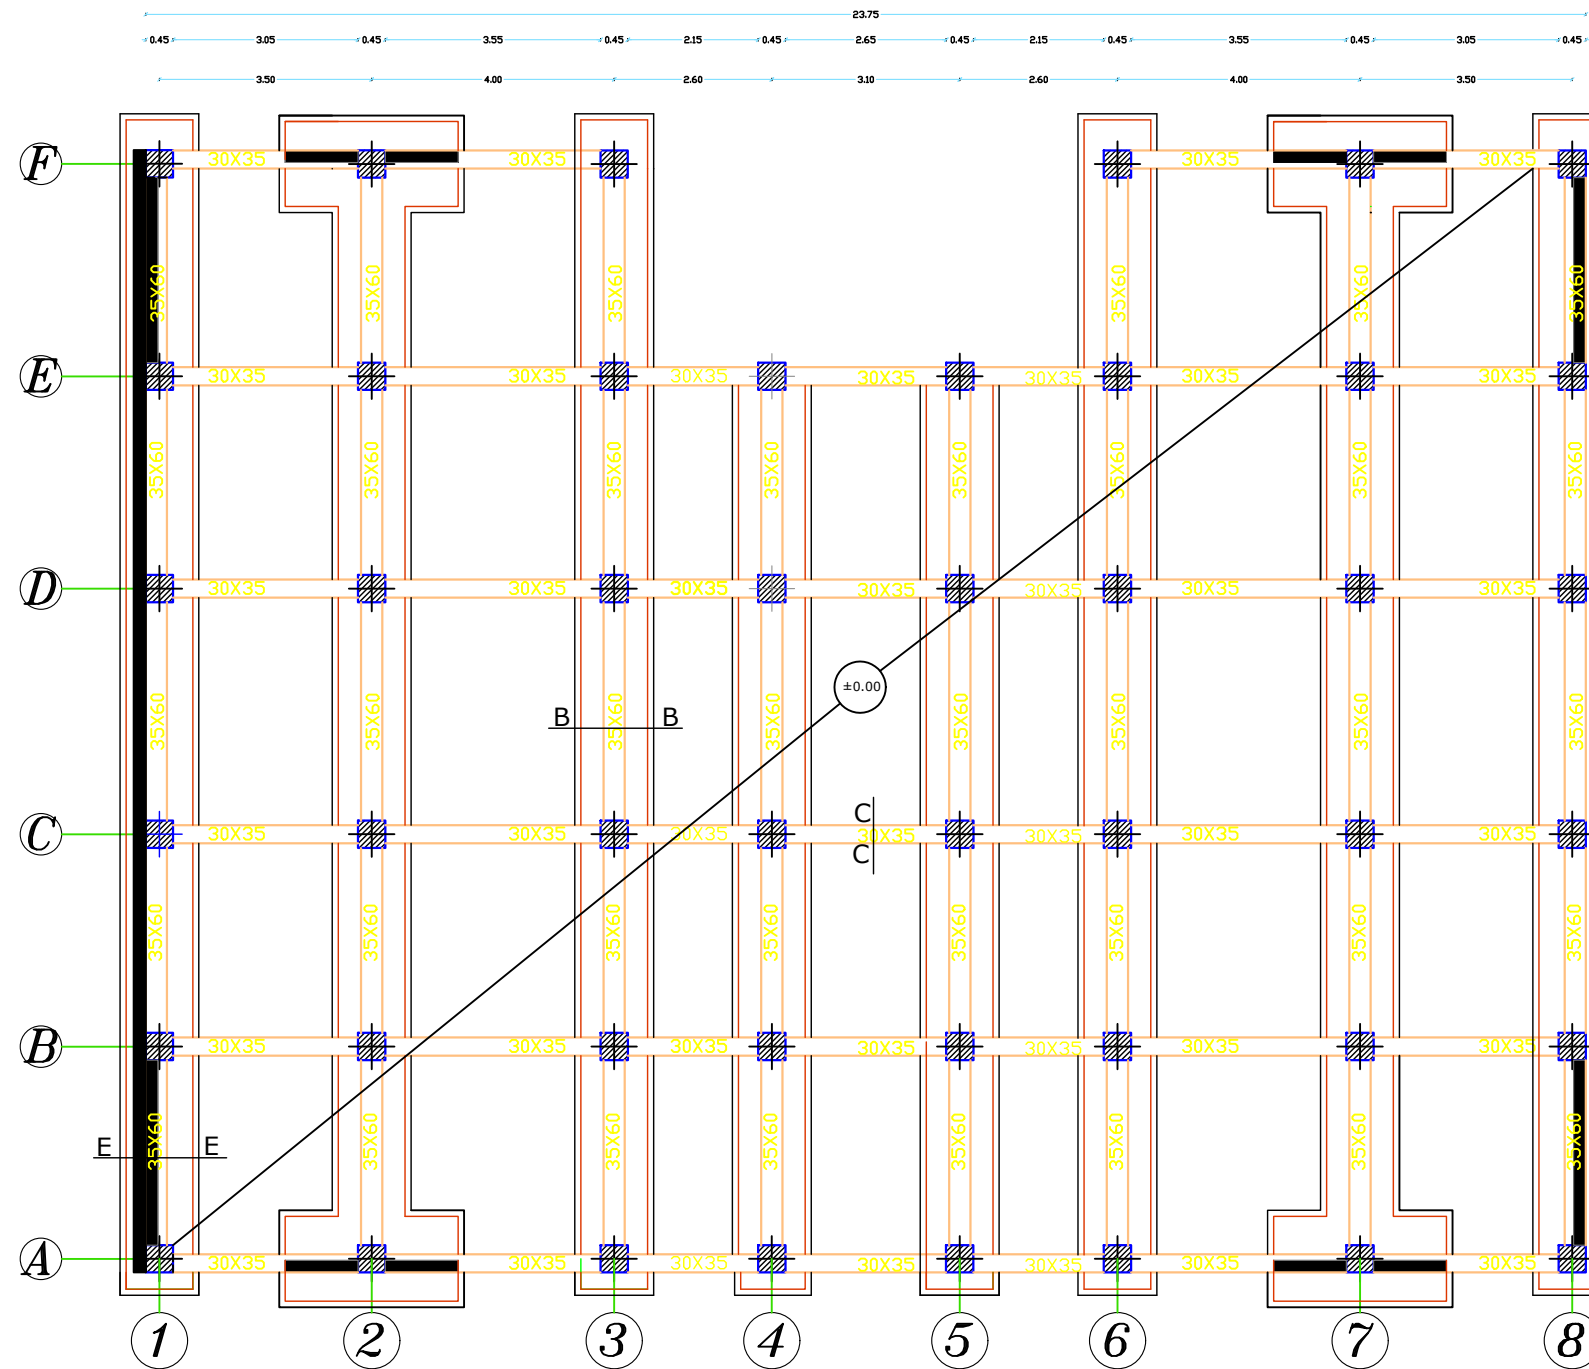 23.75
0.45 3.05 0.45 3.55 0.45 2.15 0.45 2.65 0.45 2.15 0.45 3.55 0.45 3.05 0.45
3.50 4.00 2.60 3.10 2.60 4.00 3.50
F 30X35 30X35 30X35 30X35
35X60 35X60 35X60 35X60 35X60 35X60
E 30X35 30X35 30X35 30X35 30X35 30X35 30X35
35X60 35X60 35X60 35X60 35X60 35X60 35X60 35X60
D 30X35 30X35 30X35 30X35 30X35 30X35 30X35
±0.00
35X60 35X60 35X60 35X60 35X60 35X60 35X60 35X60
B B
C
C 30X35 30X35 30X35 30X35 30X35 30X35 30X35
C
35X60 35X60 35X60 35X60 35X60 35X60 35X60 35X60
B 30X35 30X35 30X35 30X35 30X35 30X35 30X35
35X60 35X60 35X60 35X60 35X60 35X60 35X60 35X60
E E
A 30X35 30X35 30X35 30X35 30X35 30X35 30X35
1 2 3 4 5 6 7 8